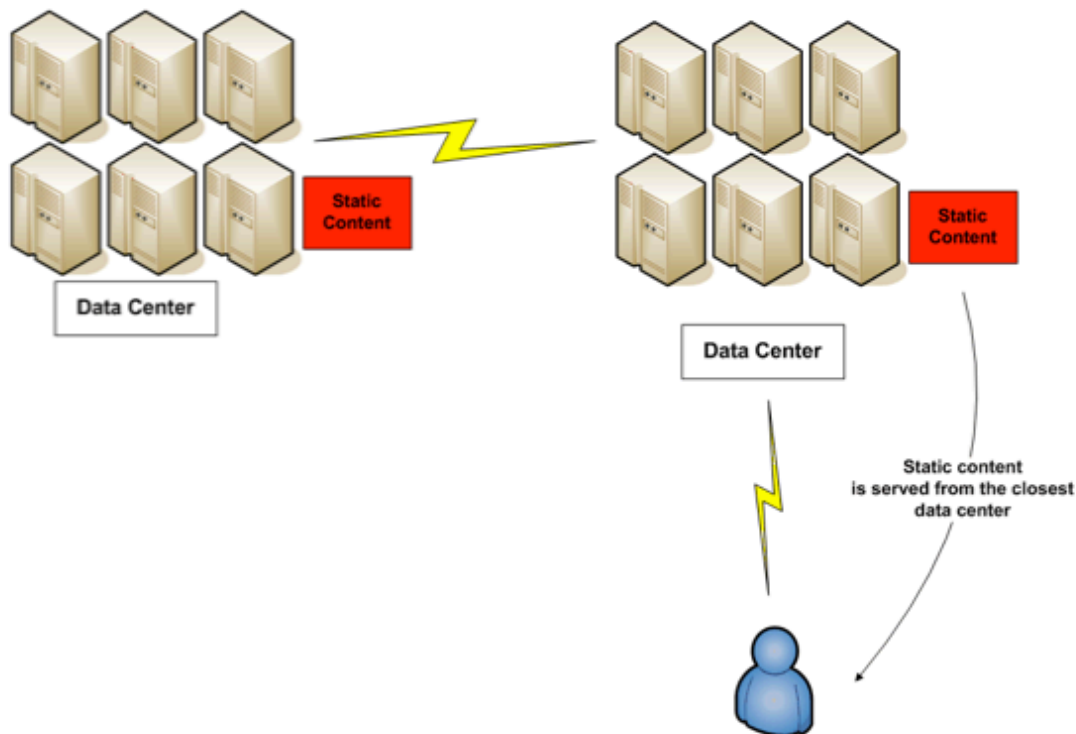 Static
Content
Static
Content
Data Center
Data Center
Static content
is served from the closest
data center